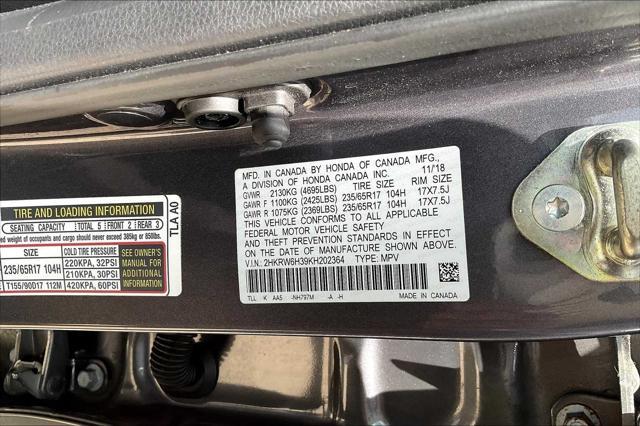 TIRE AND LOADING INFORMATION
SEATING CAPACITY TOTAL 5 FRONT 2 REAR 3
weight of occupants and cargo should never exceed 385kg or 850lbs.
SIZE COLD TIRE PRESSURE
235/65R17 104H 220KPA, 32PSI
210KPA, 30PSI
T155/90D17 112M 420KPA, 60PSI
SEE OWNER'S
MANUAL FOR
ADDITIONAL
INFORMATION
TLA A0
MFD. IN CANADA BY HONDA OF CANADA MFG.,
A DIVISION OF HONDA CANADA INC. 11/18
TIRE SIZE RIM SIZE
GVWR 2130KG (4695LBS)
GAWR F 1100KG (2425LBS) 235/65R17 104H 17X7.5J
GAWR R 1075KG (2369LBS) 235/65R17 104H 17X7.5J
THIS VEHICLE CONFORMS TO ALL APPLICABLE
FEDERAL MOTOR VEHICLE SAFETY
AND THEFT PREVENTION STANDARDS IN EFFECT
ON THE DATE OF MANUFACTURE SHOWN ABOVE.
V.I.N.: 2HKRW6H39KH202364 TYPE: MPV
TLL K AA5 -NH797M -A -H MADE IN CANADA